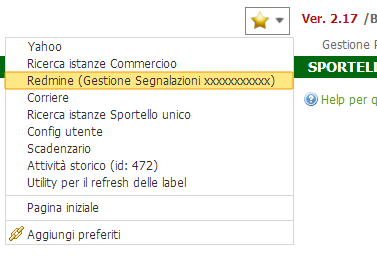 Ver. 2.17 /B
Yahoo
Gestione
Ricerca istanze Commercioo
SPORTELL
Redmine (Gestione Segnalazioni xxxxxxxxxxx)
Corriere
Help per q
Ricerca istanze Sportello unico
Config utente
Scadenzario
Attività storico (id: 472)
Utility per il refresh delle label
Pagina iniziale
Aggiungi preferiti